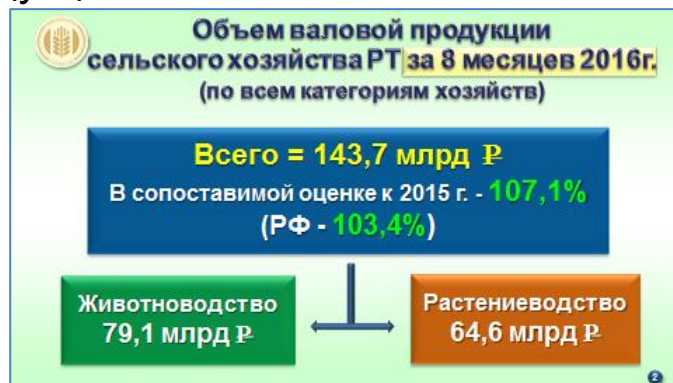 Объем валовой продукции
сельского хозяйства РТ за 8 месяцев 2016г.
(по всем категориям хозяйств)
Всего = 143,7 млрд ₽
В сопоставимой оценке к 2015 г. - 107,1%
(РФ - 103,4%)
Животноводство
79,1 млрд ₽
Растениеводство
64,6 млрд ₽
2